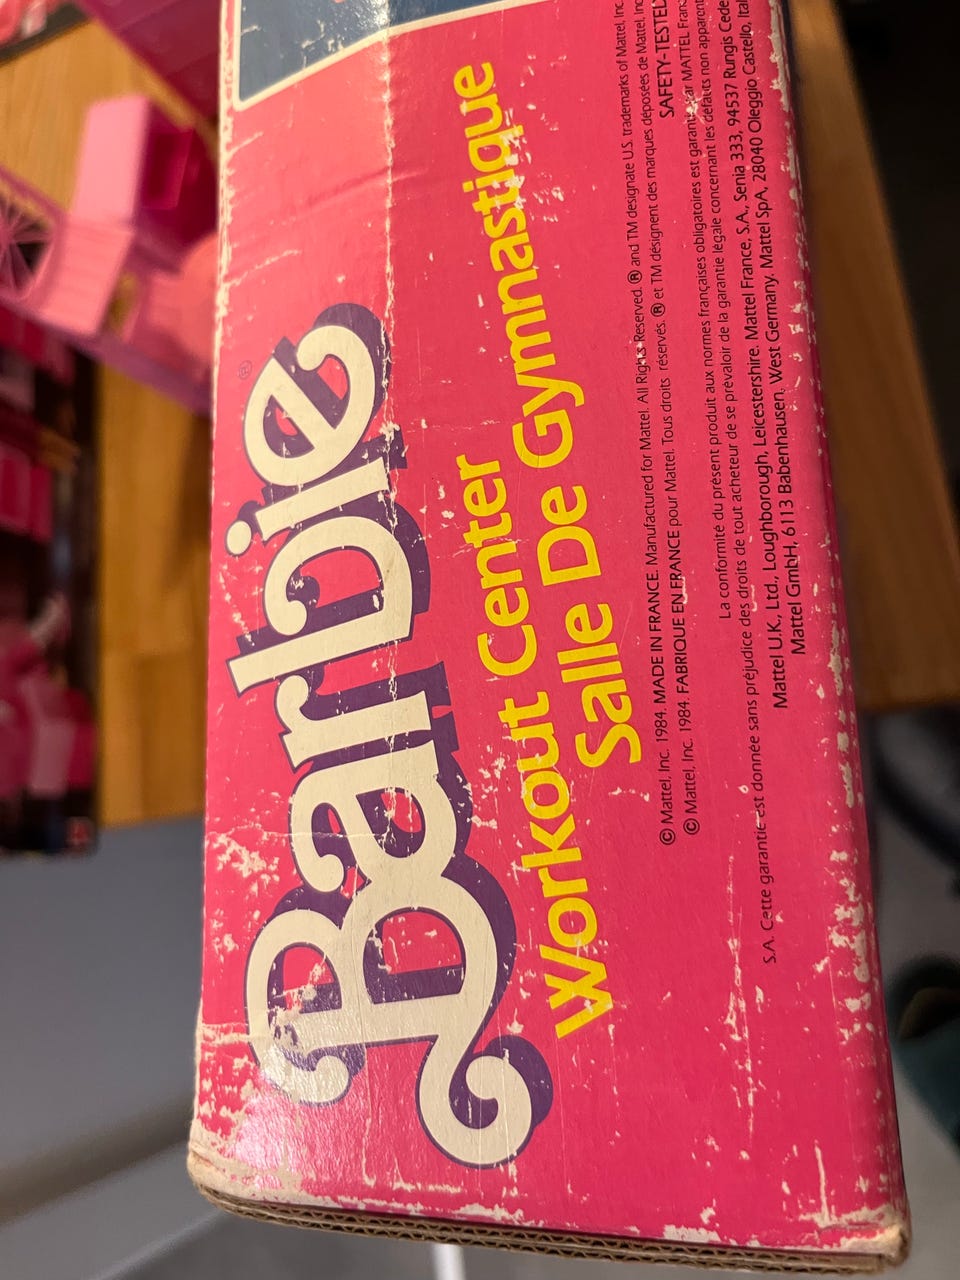 Barbie®
Workout Center
Salle De Gymnastique
© Mattel, Inc. 1984. MADE IN FRANCE. Manufactured for Mattel. All Rights Reserved. ® and TM designate U.S. trademarks of Mattel, Inc.
© Mattel, Inc. 1984. FABRIQUE EN FRANCE pour Mattel. Tous droits réservés. ® et TM désignent des marques déposées de Mattel, Inc.
SAFETY-TESTED
La conformité du présent produit aux normes françaises obligatoires est garantie par MATTEL
S.A. Cette garantie est donnée sans préjudice des droits de tout acheteur de se prévaloir de la garantie légale concernant les défauts non
Mattel U.K., Ltd., Loughborough, Leicestershire. Mattel France, S.A., Senia 333, 94537 Rungis
Mattel GmbH, 6113 Babenhausen, West Germany. Mattel SpA, 28040 Oleggio Castello,